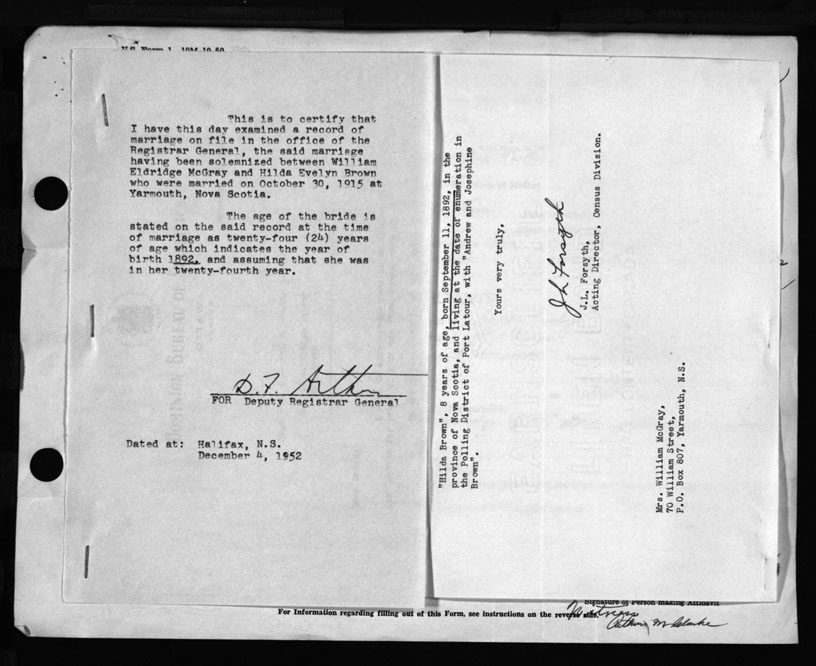 V.S. Form 1 10M-10-50
This is to certify that
I have this day examined a record of
marriage on file in the office of the
Registrar General, the said marriage
having been solemnized between William
Eldridge McGray and Hilda Evelyn Brown
who were married on October 30, 1915 at
Yarmouth, Nova Scotia.
The age of the bride is
stated on the said record at the time
of marriage as twenty-four (24) years
of age which indicates the year of
birth 1892, and assuming that she was
in her twenty-fourth year.
FOR Deputy Registrar General
Dated at: Halifax, N.S.
December 4, 1952
"Hilda Brown", 8 years of age, born September 11, 1892, in the
province of Nova Scotia, and living at the date of enumeration in
the Polling District of Port Latour, with "Andrew and Josephine
Brown".
Yours very truly,
J L Forsyth
J.L. Forsyth,
Acting Director, Census Division.
Mrs. William McGray,
70 William Street,
P.O. Box 807, Yarmouth, N.S.
Signature of Person making Affidavit
For Information regarding filling out of this Form, see instructions on the reverse side.